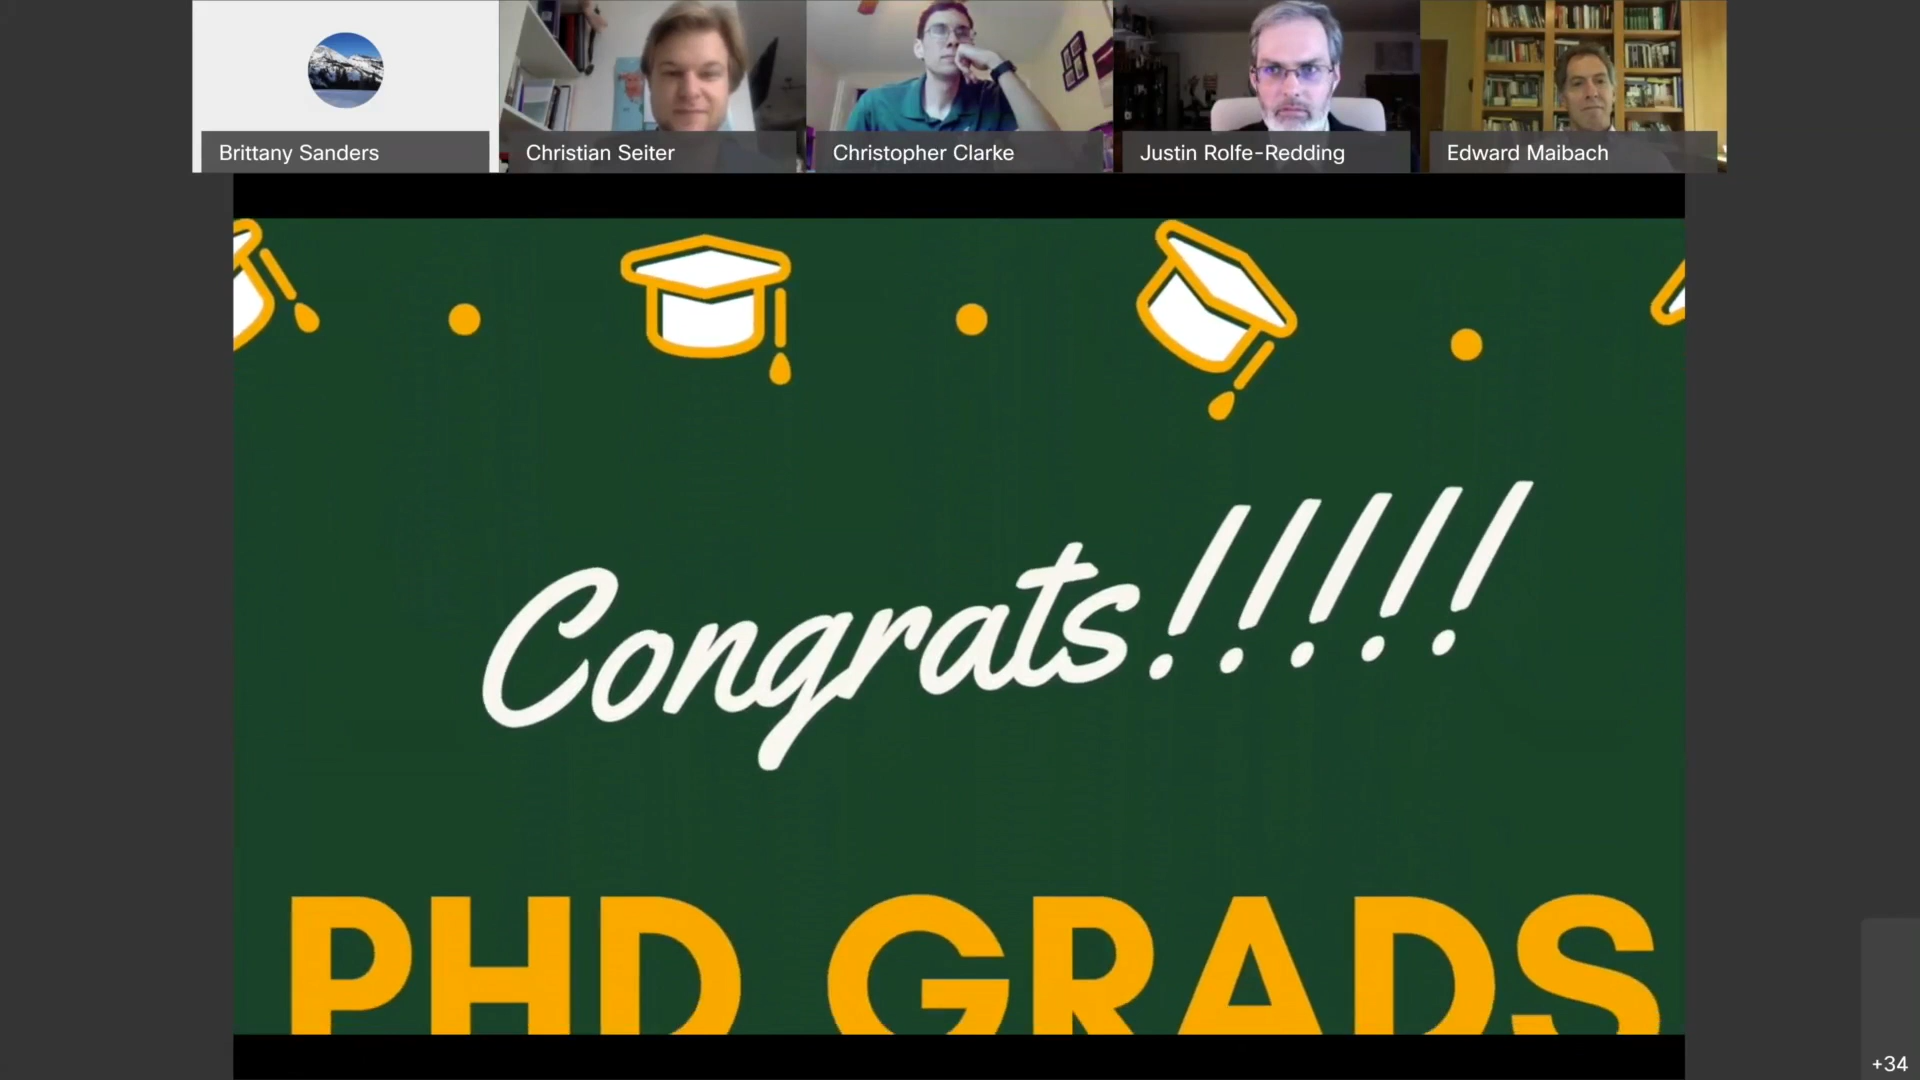 Brittany Sanders
Christian Seiter
Christopher Clarke
Justin Rolfe-Redding
Edward Maibach
Congrats!!!!!
PHD GRADS
+34